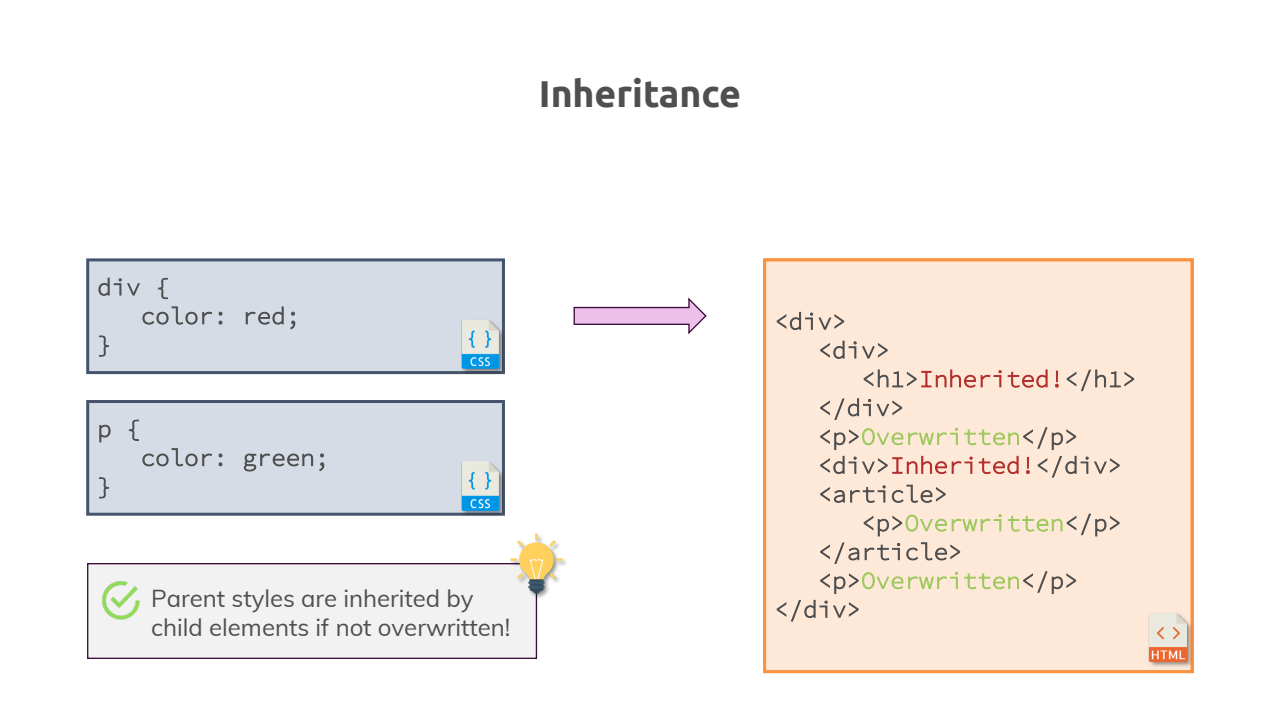 Inheritance
div {
color: red;
}
CSS
p {
color: green;
}
CSS
Parent styles are inherited by
child elements if not overwritten!
<div>
<div>
<h1>Inherited!</h1>
</div>
<p>Overwritten</p>
<div>Inherited!</div>
<article>
<p>Overwritten</p>
</article>
<p>Overwritten</p>
</div>
HTML